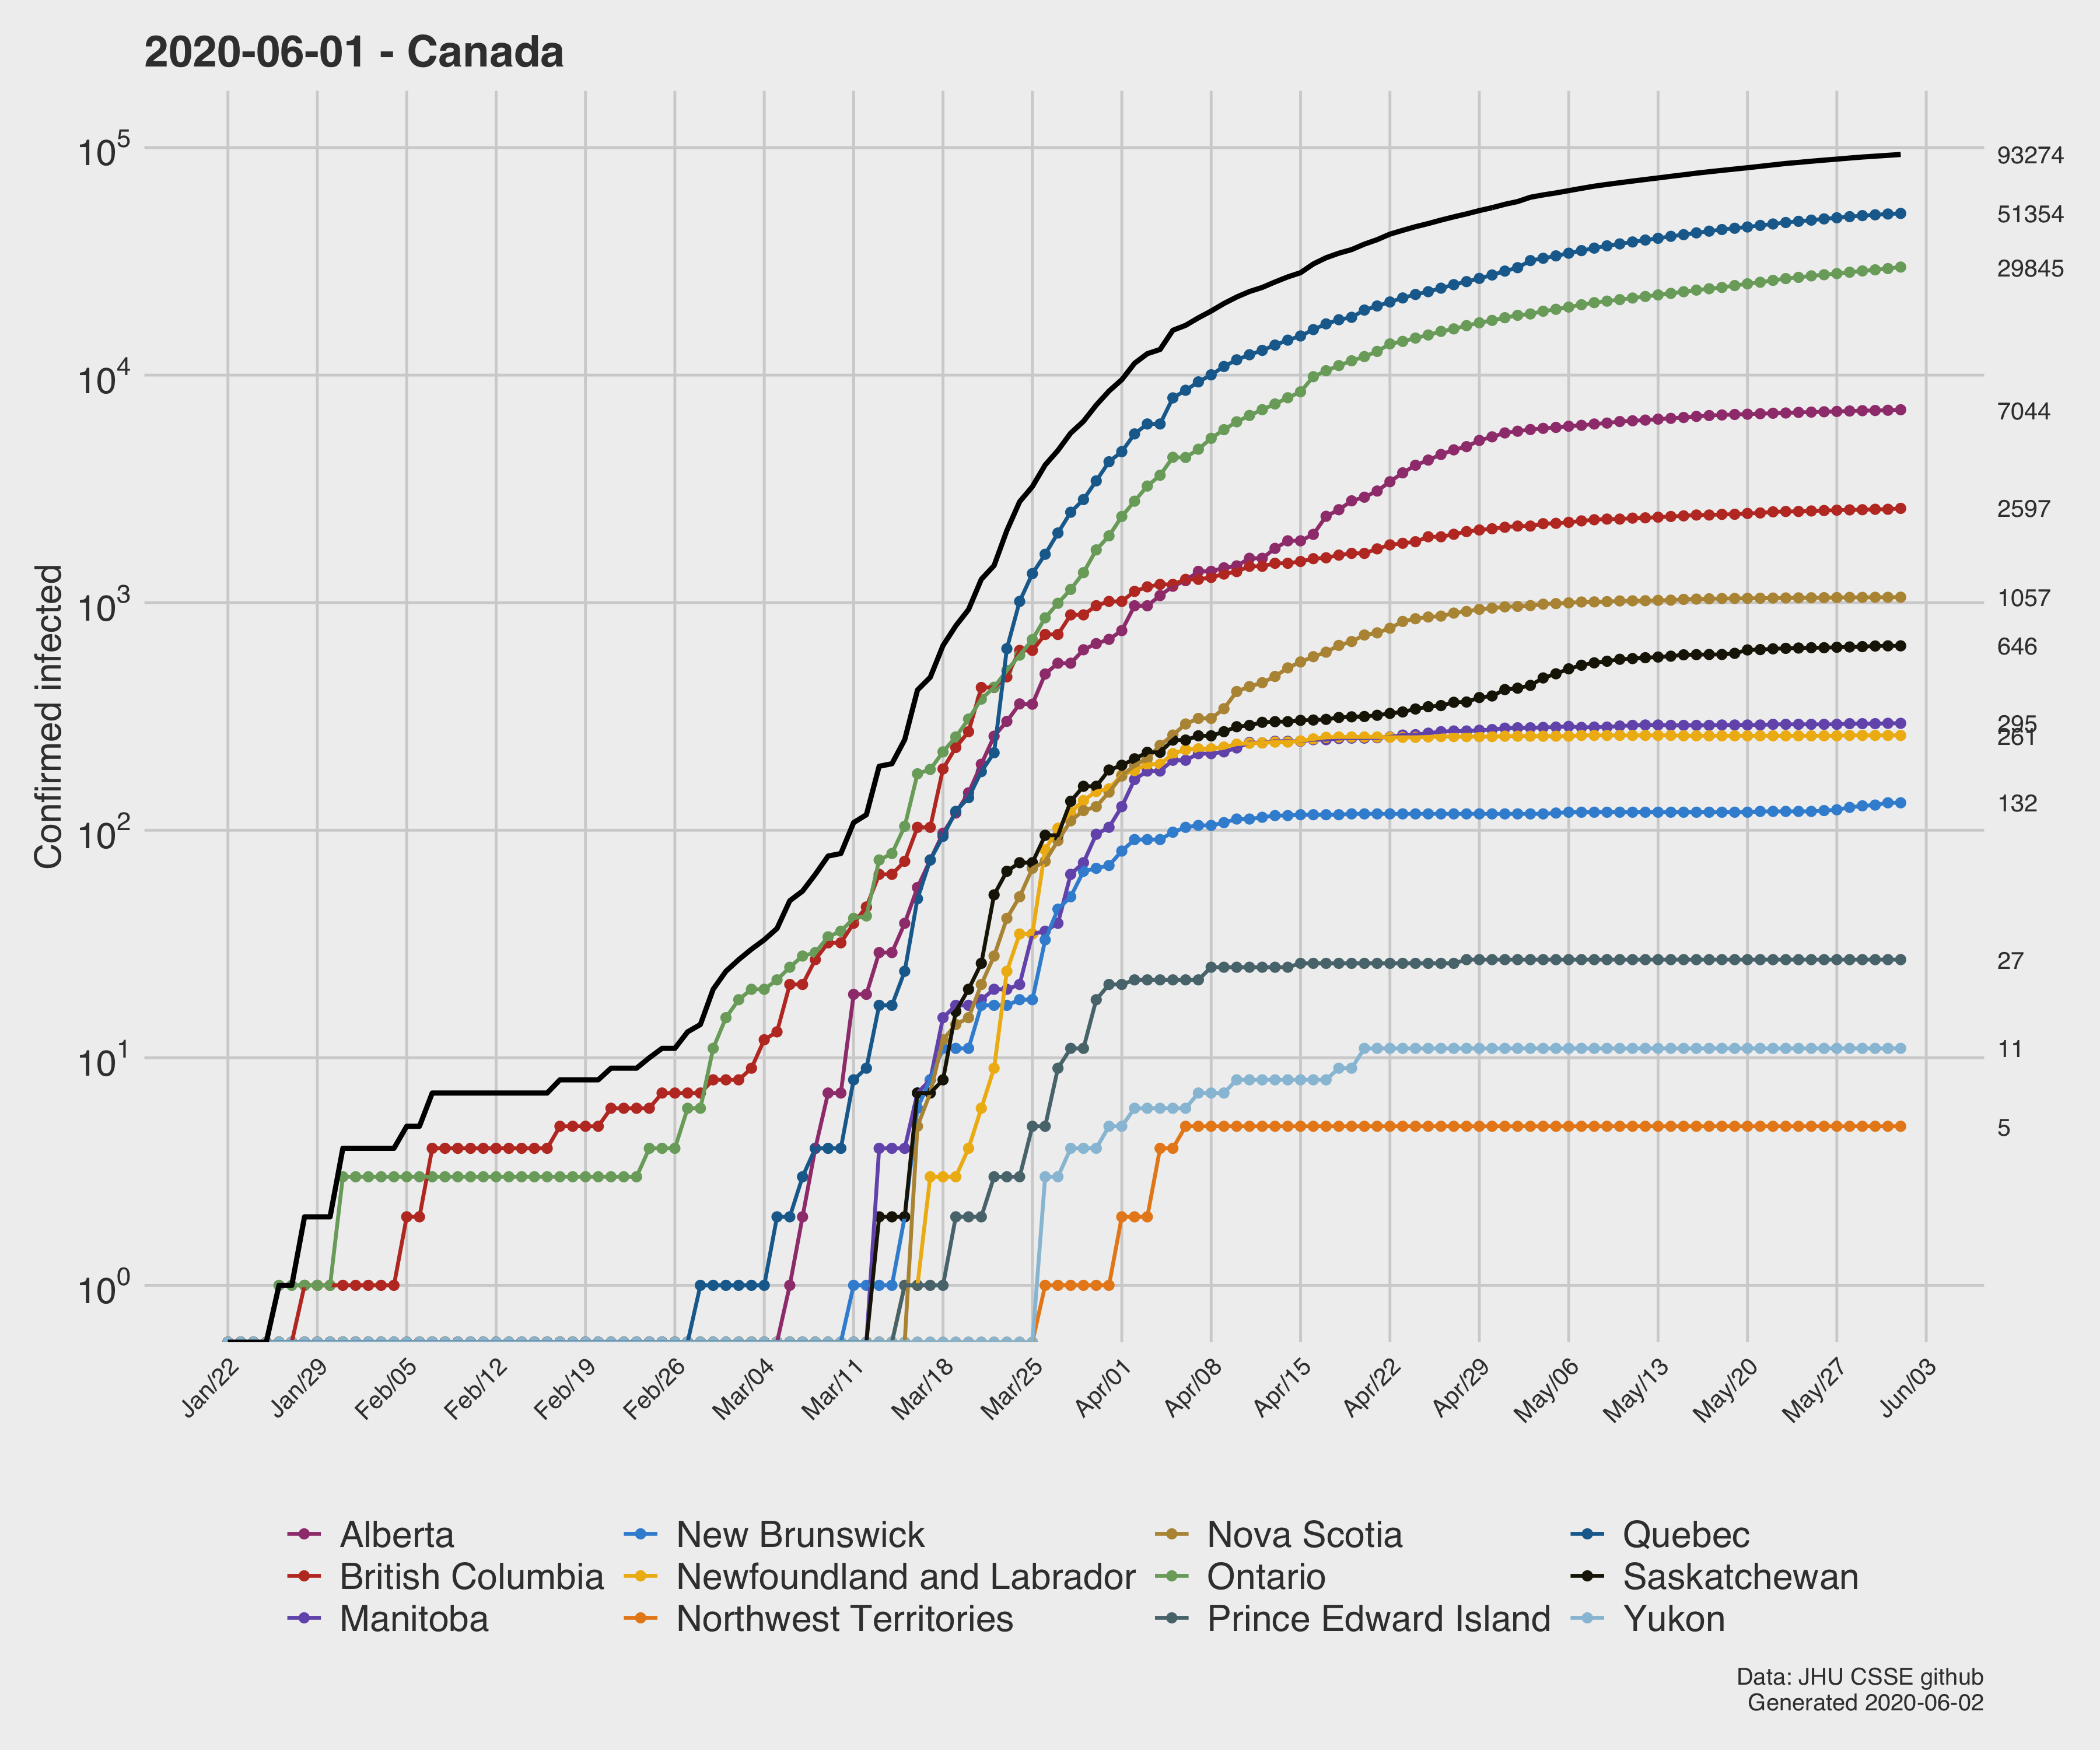 2020-06-01 - Canada
Confirmed infected
10^5
10^4
10^3
10^2
10^1
10^0
93274
51354
29845
7044
2597
1057
646
295
261
132
27
11
5
Jan/22 Jan/29 Feb/05 Feb/12 Feb/19 Feb/26 Mar/04 Mar/11 Mar/18 Mar/25 Apr/01 Apr/08 Apr/15 Apr/22 Apr/29 May/06 May/13 May/20 May/27 Jun/03
Alberta New Brunswick Nova Scotia Quebec
British Columbia Newfoundland and Labrador Ontario Saskatchewan
Manitoba Northwest Territories Prince Edward Island Yukon
Data: JHU CSSE github
Generated 2020-06-02